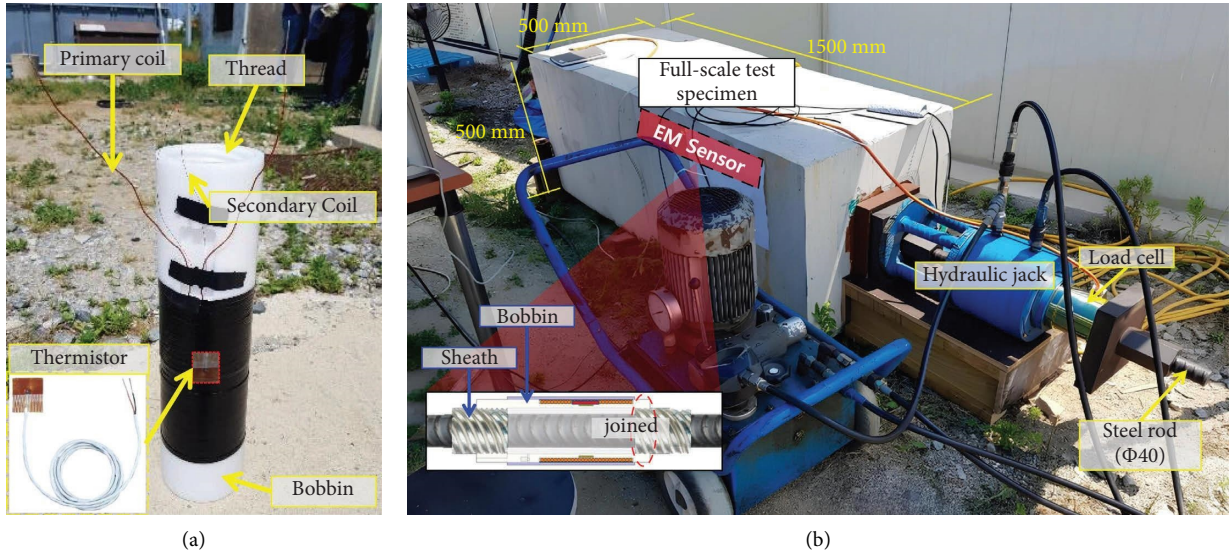 Primary coil
Thread
Secondary Coil
Thermistor
Bobbin
(a)
500 mm
1500 mm
Full-scale test
specimen
500 mm
EM Sensor
Hydraulic jack
Load cell
Bobbin
Sheath
joined
Steel rod
(Φ40)
(b)